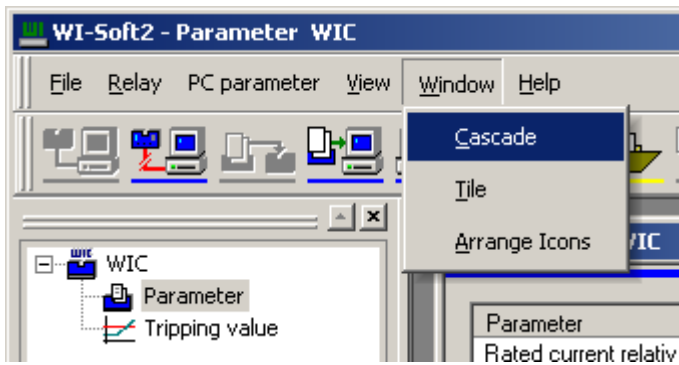 WI-Soft2 - Parameter WIC
File Relay PC parameter View Window Help
Cascade
Tile
Arrange Icons
WIC
WIC
Parameter
Tripping value
Parameter
Rated current relativ